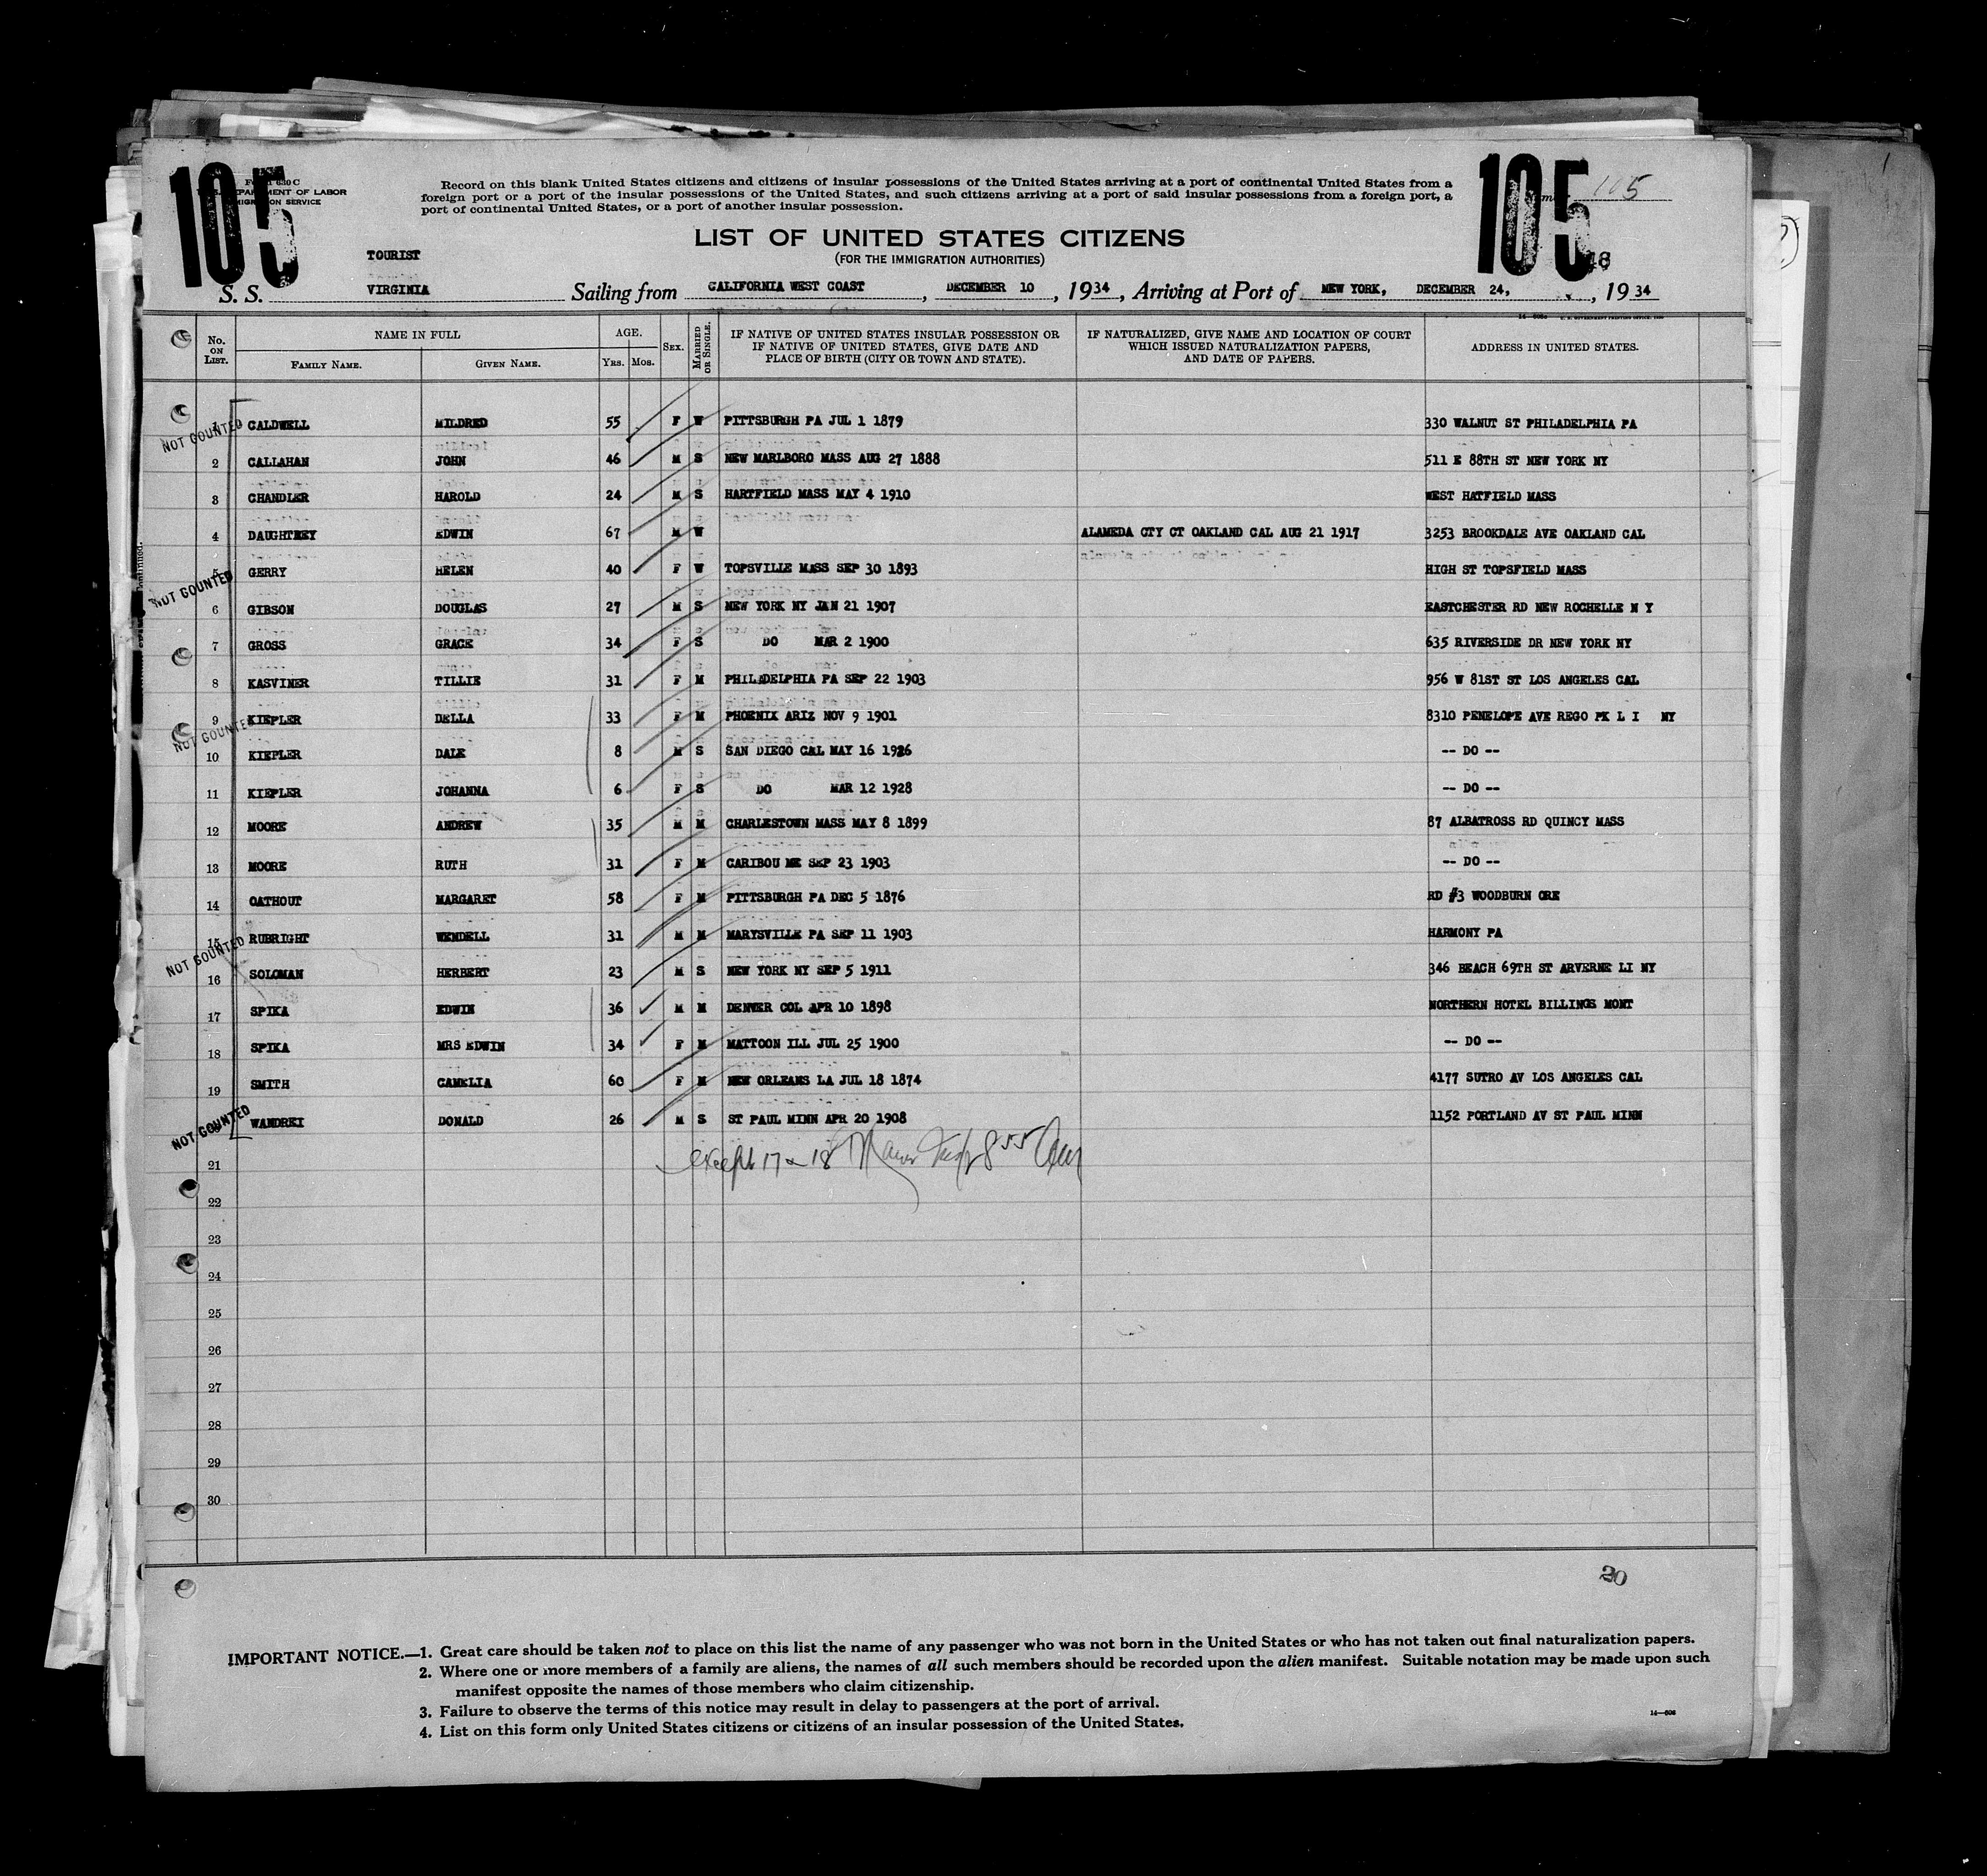 105
Form 630 C
U. S. DEPARTMENT OF LABOR
IMMIGRATION SERVICE
Record on this blank United States citizens and citizens of insular possessions of the United States arriving at a port of continental United States from a
foreign port or a port of the insular possessions of the United States, and such citizens arriving at a port of said insular possessions from a foreign port, a
port of continental United States, or a port of another insular possession.
105
105
18
LIST OF UNITED STATES CITIZENS
(FOR THE IMMIGRATION AUTHORITIES)
TOURIST
S. S. VIRGINIA Sailing from CALIFORNIA WEST COAST, DECEMBER 10, 1934, Arriving at Port of NEW YORK, DECEMBER 24, 1934
No. ON LIST. NAME IN FULL FAMILY NAME. GIVEN NAME. AGE. YRS. MOS. SEX. MARRIED OR SINGLE. IF NATIVE OF UNITED STATES INSULAR POSSESSION OR IF NATIVE OF UNITED STATES, GIVE DATE AND PLACE OF BIRTH (CITY OR TOWN AND STATE). IF NATURALIZED, GIVE NAME AND LOCATION OF COURT WHICH ISSUED NATURALIZATION PAPERS, AND DATE OF PAPERS. ADDRESS IN UNITED STATES.
NOT COUNTED
1 CALDWELL MILDRED 55 F W PITTSBURGH PA JUL 1 1879 330 WALNUT ST PHILADELPHIA PA
2 CALLAHAN JOHN 46 M S NEW MARLBORO MASS AUG 27 1888 511 E 88TH ST NEW YORK NY
3 CHANDLER HAROLD 24 M S HARTFIELD MASS MAY 4 1910 WEST HATFIELD MASS
4 DAUGHTREY EDWIN 67 M W ALAMEDA CTY CT OAKLAND CAL AUG 21 1917 3253 BROOKDALE AVE OAKLAND CAL
5 GERRY HELEN 40 F W TOPSVILLE MASS SEP 30 1893 HIGH ST TOPSFIELD MASS
NOT COUNTED
6 GIBSON DOUGLAS 27 M S NEW YORK NY JAN 21 1907 EASTCHESTER RD NEW ROCHELLE N Y
7 GROSS GRACE 34 F S DO MAR 2 1900 635 RIVERSIDE DR NEW YORK NY
8 KASVINER TILLIE 31 F M PHILADELPHIA PA SEP 22 1903 956 W 81ST ST LOS ANGELES CAL
9 KIEPLER DELLA 33 F M PHOENIX ARIZ NOV 9 1901 8310 PENELOPE AVE REGO PK L I NY
NOT COUNTED
10 KIEPLER DALE 8 M S SAN DIEGO CAL MAY 16 1926 -- DO --
11 KIEPLER JOHANNA 6 F S DO MAR 12 1928 -- DO --
12 MOORE ANDREW 35 M M CHARLESTOWN MASS MAY 8 1899 87 ALBATROSS RD QUINCY MASS
13 MOORE RUTH 31 F M CARIBOU ME SEP 23 1903 -- DO --
14 OATHOUT MARGARET 58 F M PITTSBURGH PA DEC 5 1876 RD #3 WOODBURN ORE
15 RUBRIGHT WENDELL 31 M M MARYSVILLE PA SEP 11 1903 HARMONY PA
NOT COUNTED
16 SOLOMAN HERBERT 23 M S NEW YORK NY SEP 5 1911 346 BEACH 69TH ST ARVERNE LI NY
17 SPIKA EDWIN 36 M M DENVER COL APR 10 1898 NORTHERN HOTEL BILLINGS MONT
18 SPIKA MRS EDWIN 34 F M MATTOON ILL JUL 25 1900 -- DO --
19 SMITH CAMELIA 60 F M NEW ORLEANS LA JUL 18 1874 4177 SUTRO AV LOS ANGELES CAL
NOT COUNTED
WANDREI DONALD 26 M S ST PAUL MINN APR 20 1908 1152 PORTLAND AV ST PAUL MINN
except 17 & 18
21
22
23
24
25
26
27
28
29
30
20
IMPORTANT NOTICE.—1. Great care should be taken not to place on this list the name of any passenger who was not born in the United States or who has not taken out final naturalization papers.
2. Where one or more members of a family are aliens, the names of all such members should be recorded upon the alien manifest. Suitable notation may be made upon such
manifest opposite the names of those members who claim citizenship.
3. Failure to observe the terms of this notice may result in delay to passengers at the port of arrival.
4. List on this form only United States citizens or citizens of an insular possession of the United States.